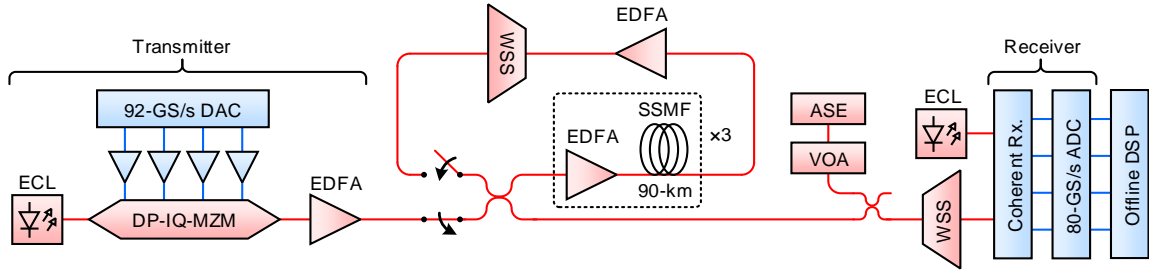 Transmitter
92-GS/s DAC
ECL
DP-IQ-MZM
EDFA
WSS
EDFA
EDFA
SSMF
90-km
×3
ASE
VOA
WSS
Receiver
ECL
Coherent Rx.
80-GS/s ADC
Offline DSP